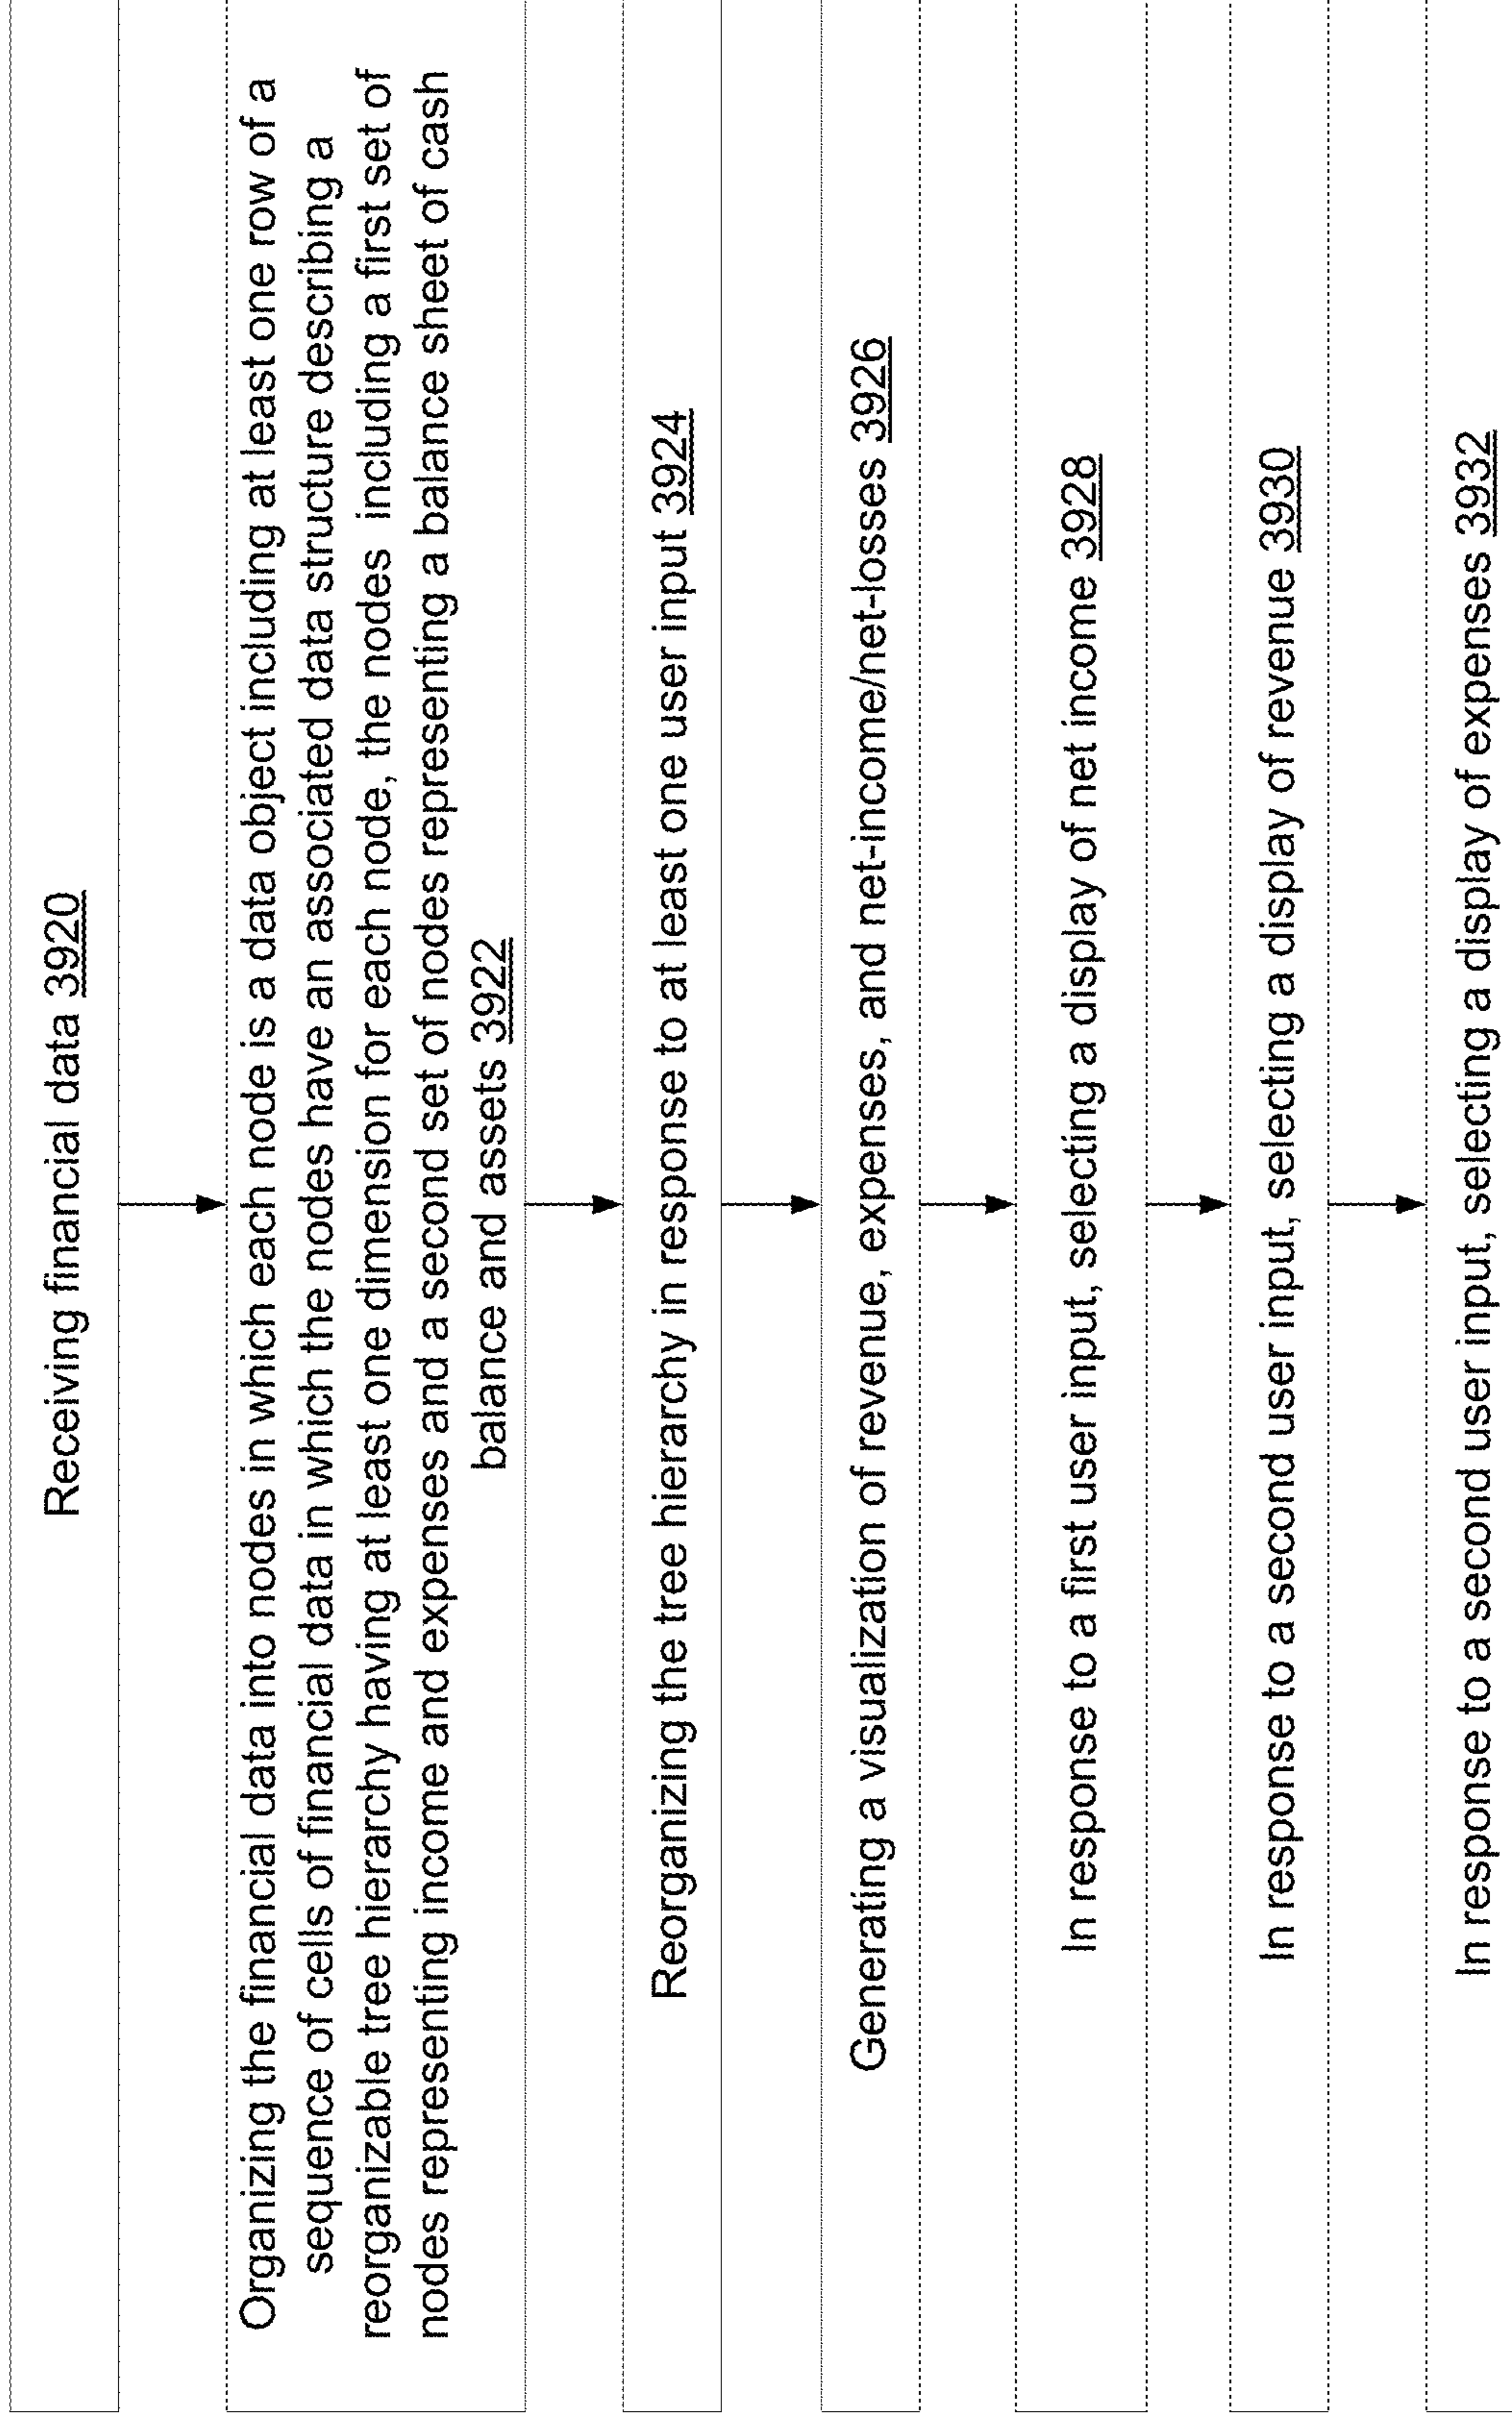 Receiving financial data 3920
Organizing the financial data into nodes in which each node is a data object including at least one row of a
sequence of cells of financial data in which the nodes have an associated data structure describing a
reorganizable tree hierarchy having at least one dimension for each node, the nodes including a first set of
nodes representing income and expenses and a second set of nodes representing a balance sheet of cash
balance and assets 3922
Reorganizing the tree hierarchy in response to at least one user input 3924
Generating a visualization of revenue, expenses, and net-income/net-losses 3926
In response to a first user input, selecting a display of net income 3928
In response to a second user input, selecting a display of revenue 3930
In response to a second user input, selecting a display of expenses 3932